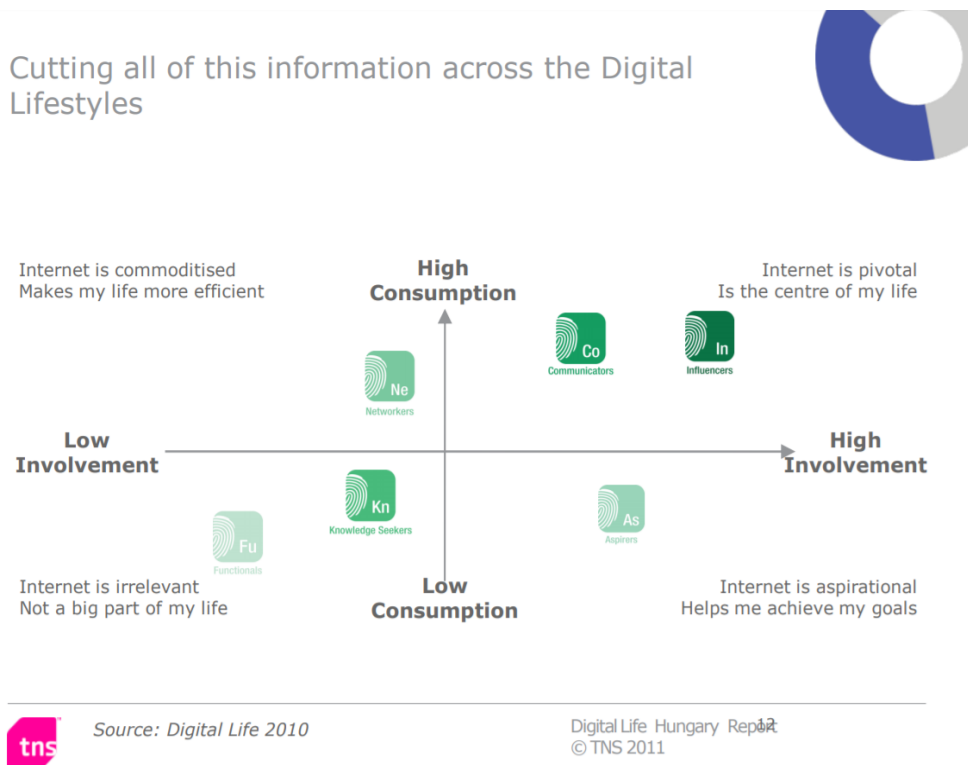 Cutting all of this information across the Digital
Lifestyles
Internet is commoditised
Makes my life more efficient
High
Consumption
Internet is pivotal
Is the centre of my life
Co
Communicators
In
Influencers
Ne
Networkers
Low
Involvement
High
Involvement
Kn
Knowledge Seekers
As
Aspirers
Fu
Functionals
Internet is irrelevant
Not a big part of my life
Low
Consumption
Internet is aspirational
Helps me achieve my goals
tns
Source: Digital Life 2010
Digital Life Hungary Report
12
© TNS 2011